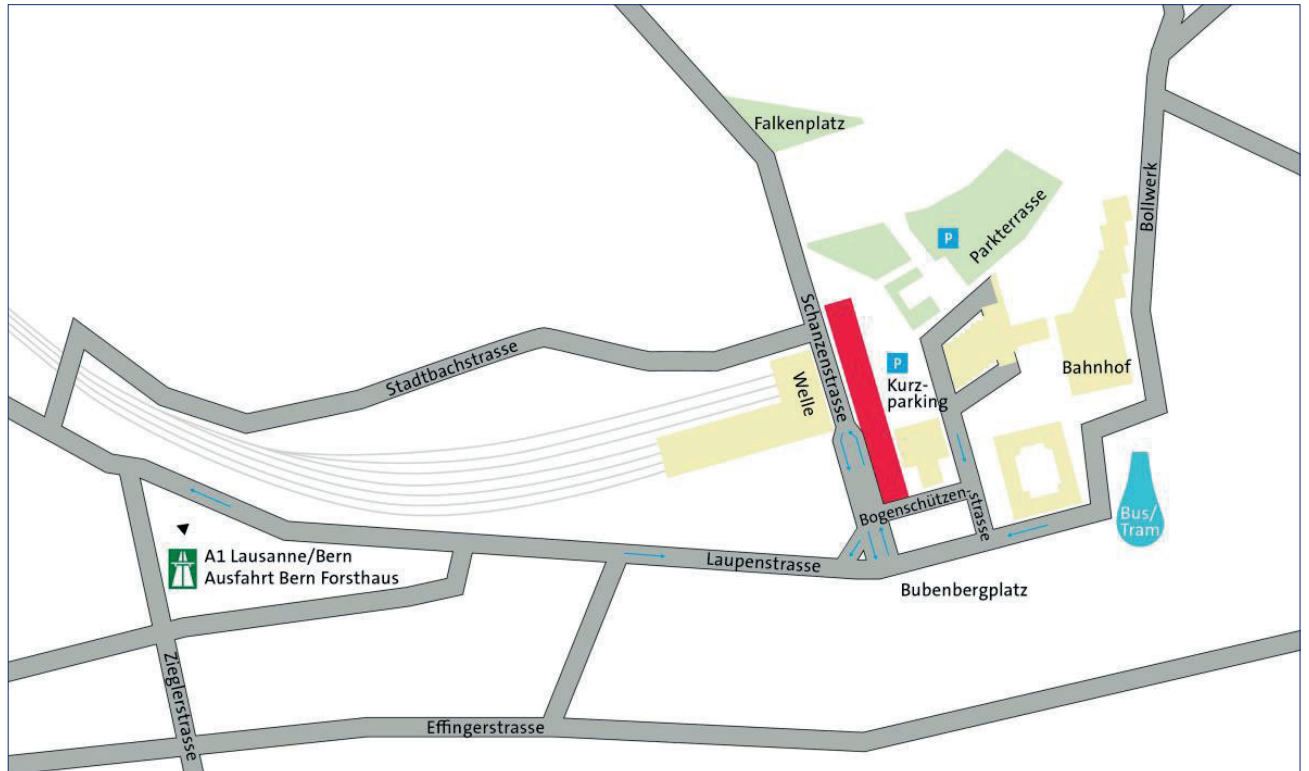 Falkenplatz
Bollwerk
P
Parkterrasse
Schanzenstrasse
Stadtbachstrasse
P
Kurz-
parking
Bahnhof
Welle
Bogenschützen-
strasse
Bus/
Tram
A1 Lausanne/Bern
Ausfahrt Bern Forsthaus
Laupenstrasse
Bubenbergplatz
Zieglerstrasse
Effingerstrasse